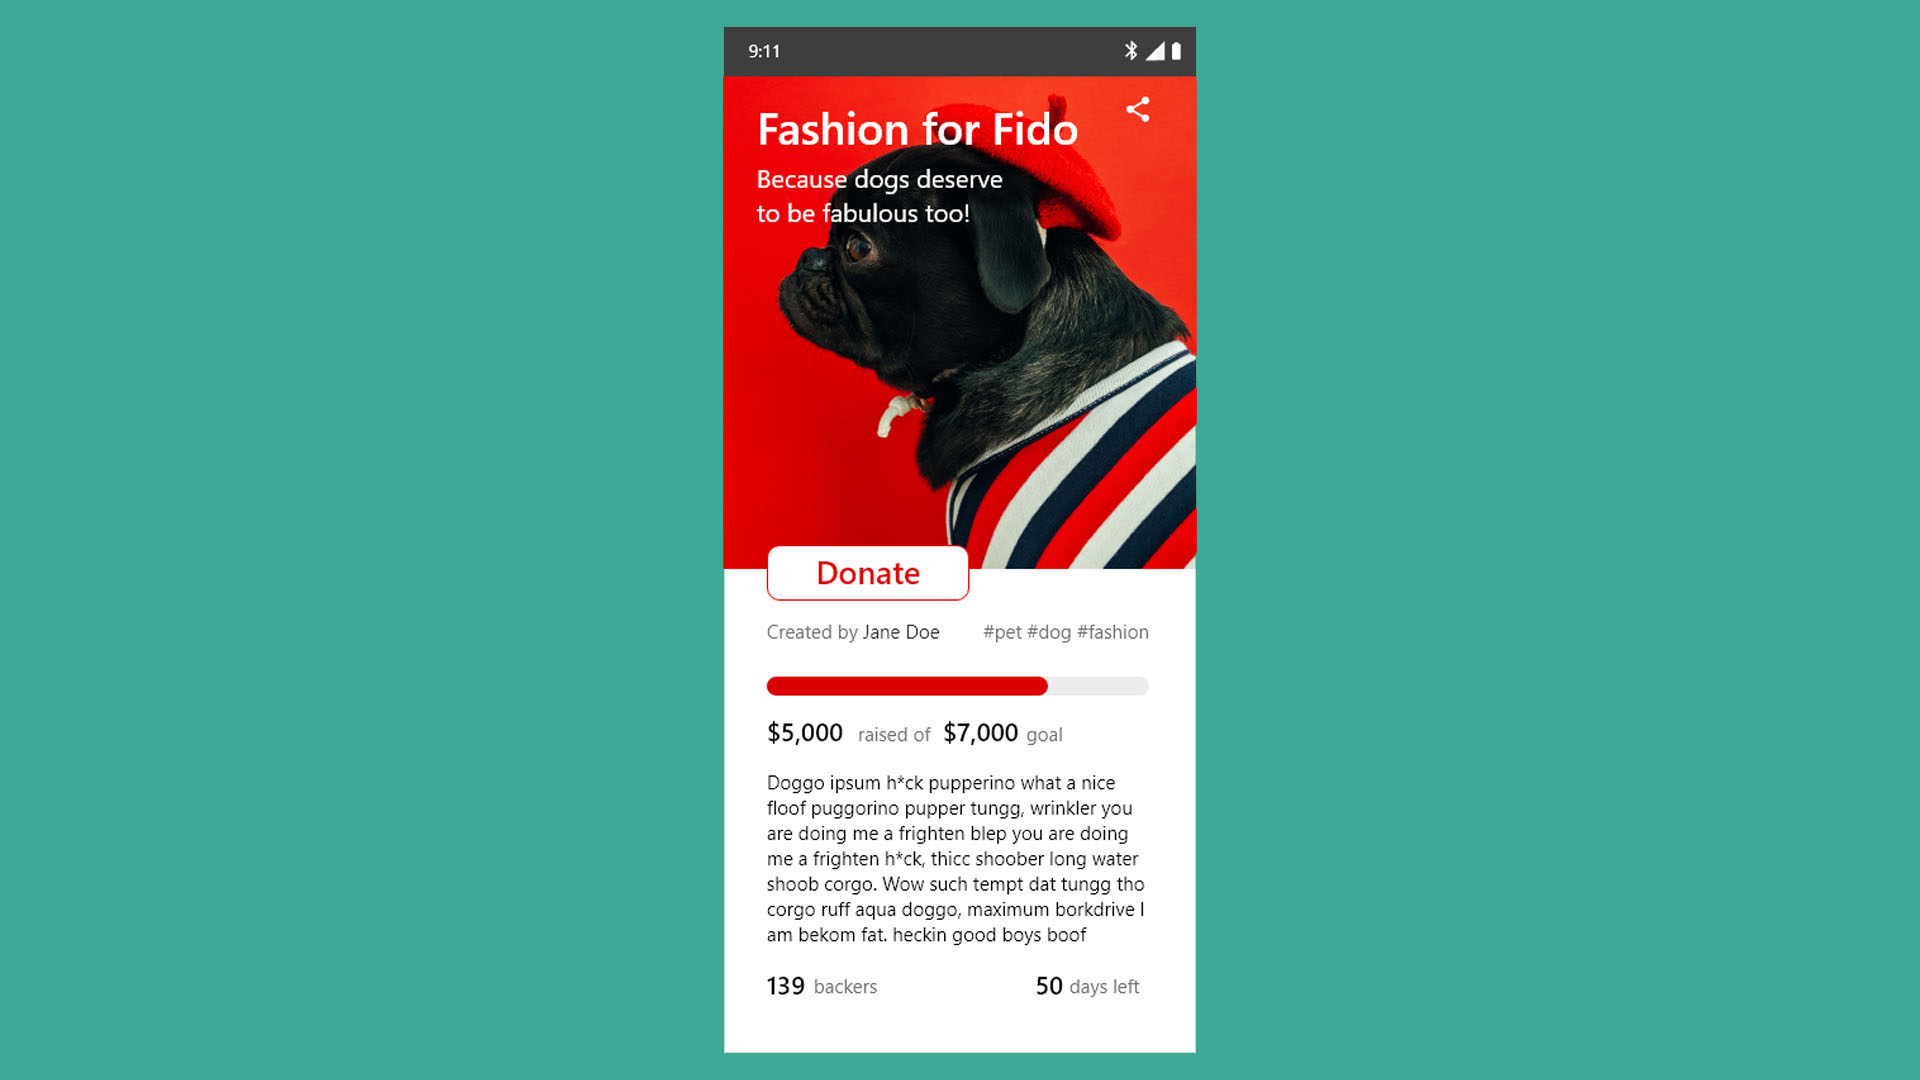 9:11
Fashion for Fido
Because dogs deserve
to be fabulous too!
Donate
Created by Jane Doe #pet #dog #fashion
$5,000 raised of $7,000 goal
Doggo ipsum h*ck pupperino what a nice
floof puggorino pupper tungg, wrinkler you
are doing me a frighten blep you are doing
me a frighten h*ck, thicc shoober long water
shoob corgo. Wow such tempt dat tungg tho
corgo ruff aqua doggo, maximum borkdrive I
am bekom fat. heckin good boys boof
139 backers 50 days left